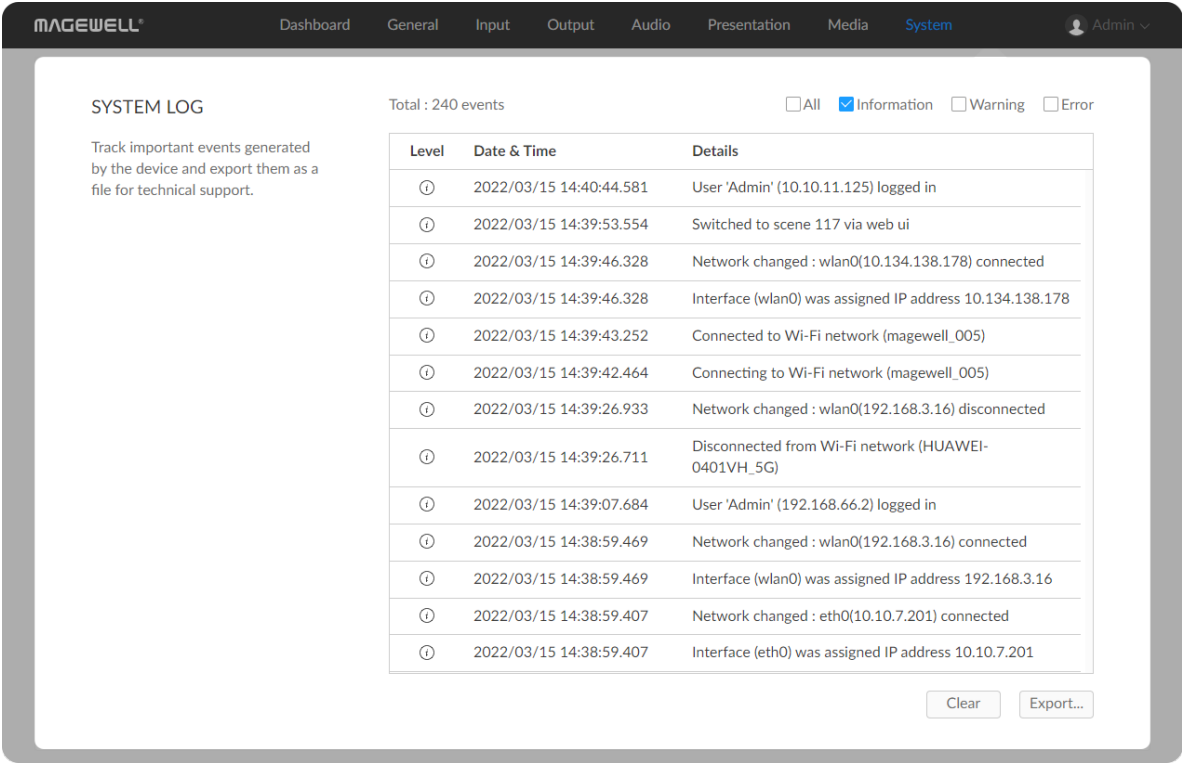 MAGEWELL®
Dashboard General Input Output Audio Presentation Media System Admin
SYSTEM LOG
Track important events generated
by the device and export them as a
file for technical support.
Total : 240 events All Information Warning Error
Level Date & Time Details
2022/03/15 14:40:44.581 User 'Admin' (10.10.11.125) logged in
2022/03/15 14:39:53.554 Switched to scene 117 via web ui
2022/03/15 14:39:46.328 Network changed : wlan0(10.134.138.178) connected
2022/03/15 14:39:46.328 Interface (wlan0) was assigned IP address 10.134.138.178
2022/03/15 14:39:43.252 Connected to Wi-Fi network (magewell_005)
2022/03/15 14:39:42.464 Connecting to Wi-Fi network (magewell_005)
2022/03/15 14:39:26.933 Network changed : wlan0(192.168.3.16) disconnected
2022/03/15 14:39:26.711 Disconnected from Wi-Fi network (HUAWEI-
0401VH_5G)
2022/03/15 14:39:07.684 User 'Admin' (192.168.66.2) logged in
2022/03/15 14:38:59.469 Network changed : wlan0(192.168.3.16) connected
2022/03/15 14:38:59.469 Interface (wlan0) was assigned IP address 192.168.3.16
2022/03/15 14:38:59.407 Network changed : eth0(10.10.7.201) connected
2022/03/15 14:38:59.407 Interface (eth0) was assigned IP address 10.10.7.201
Clear Export...